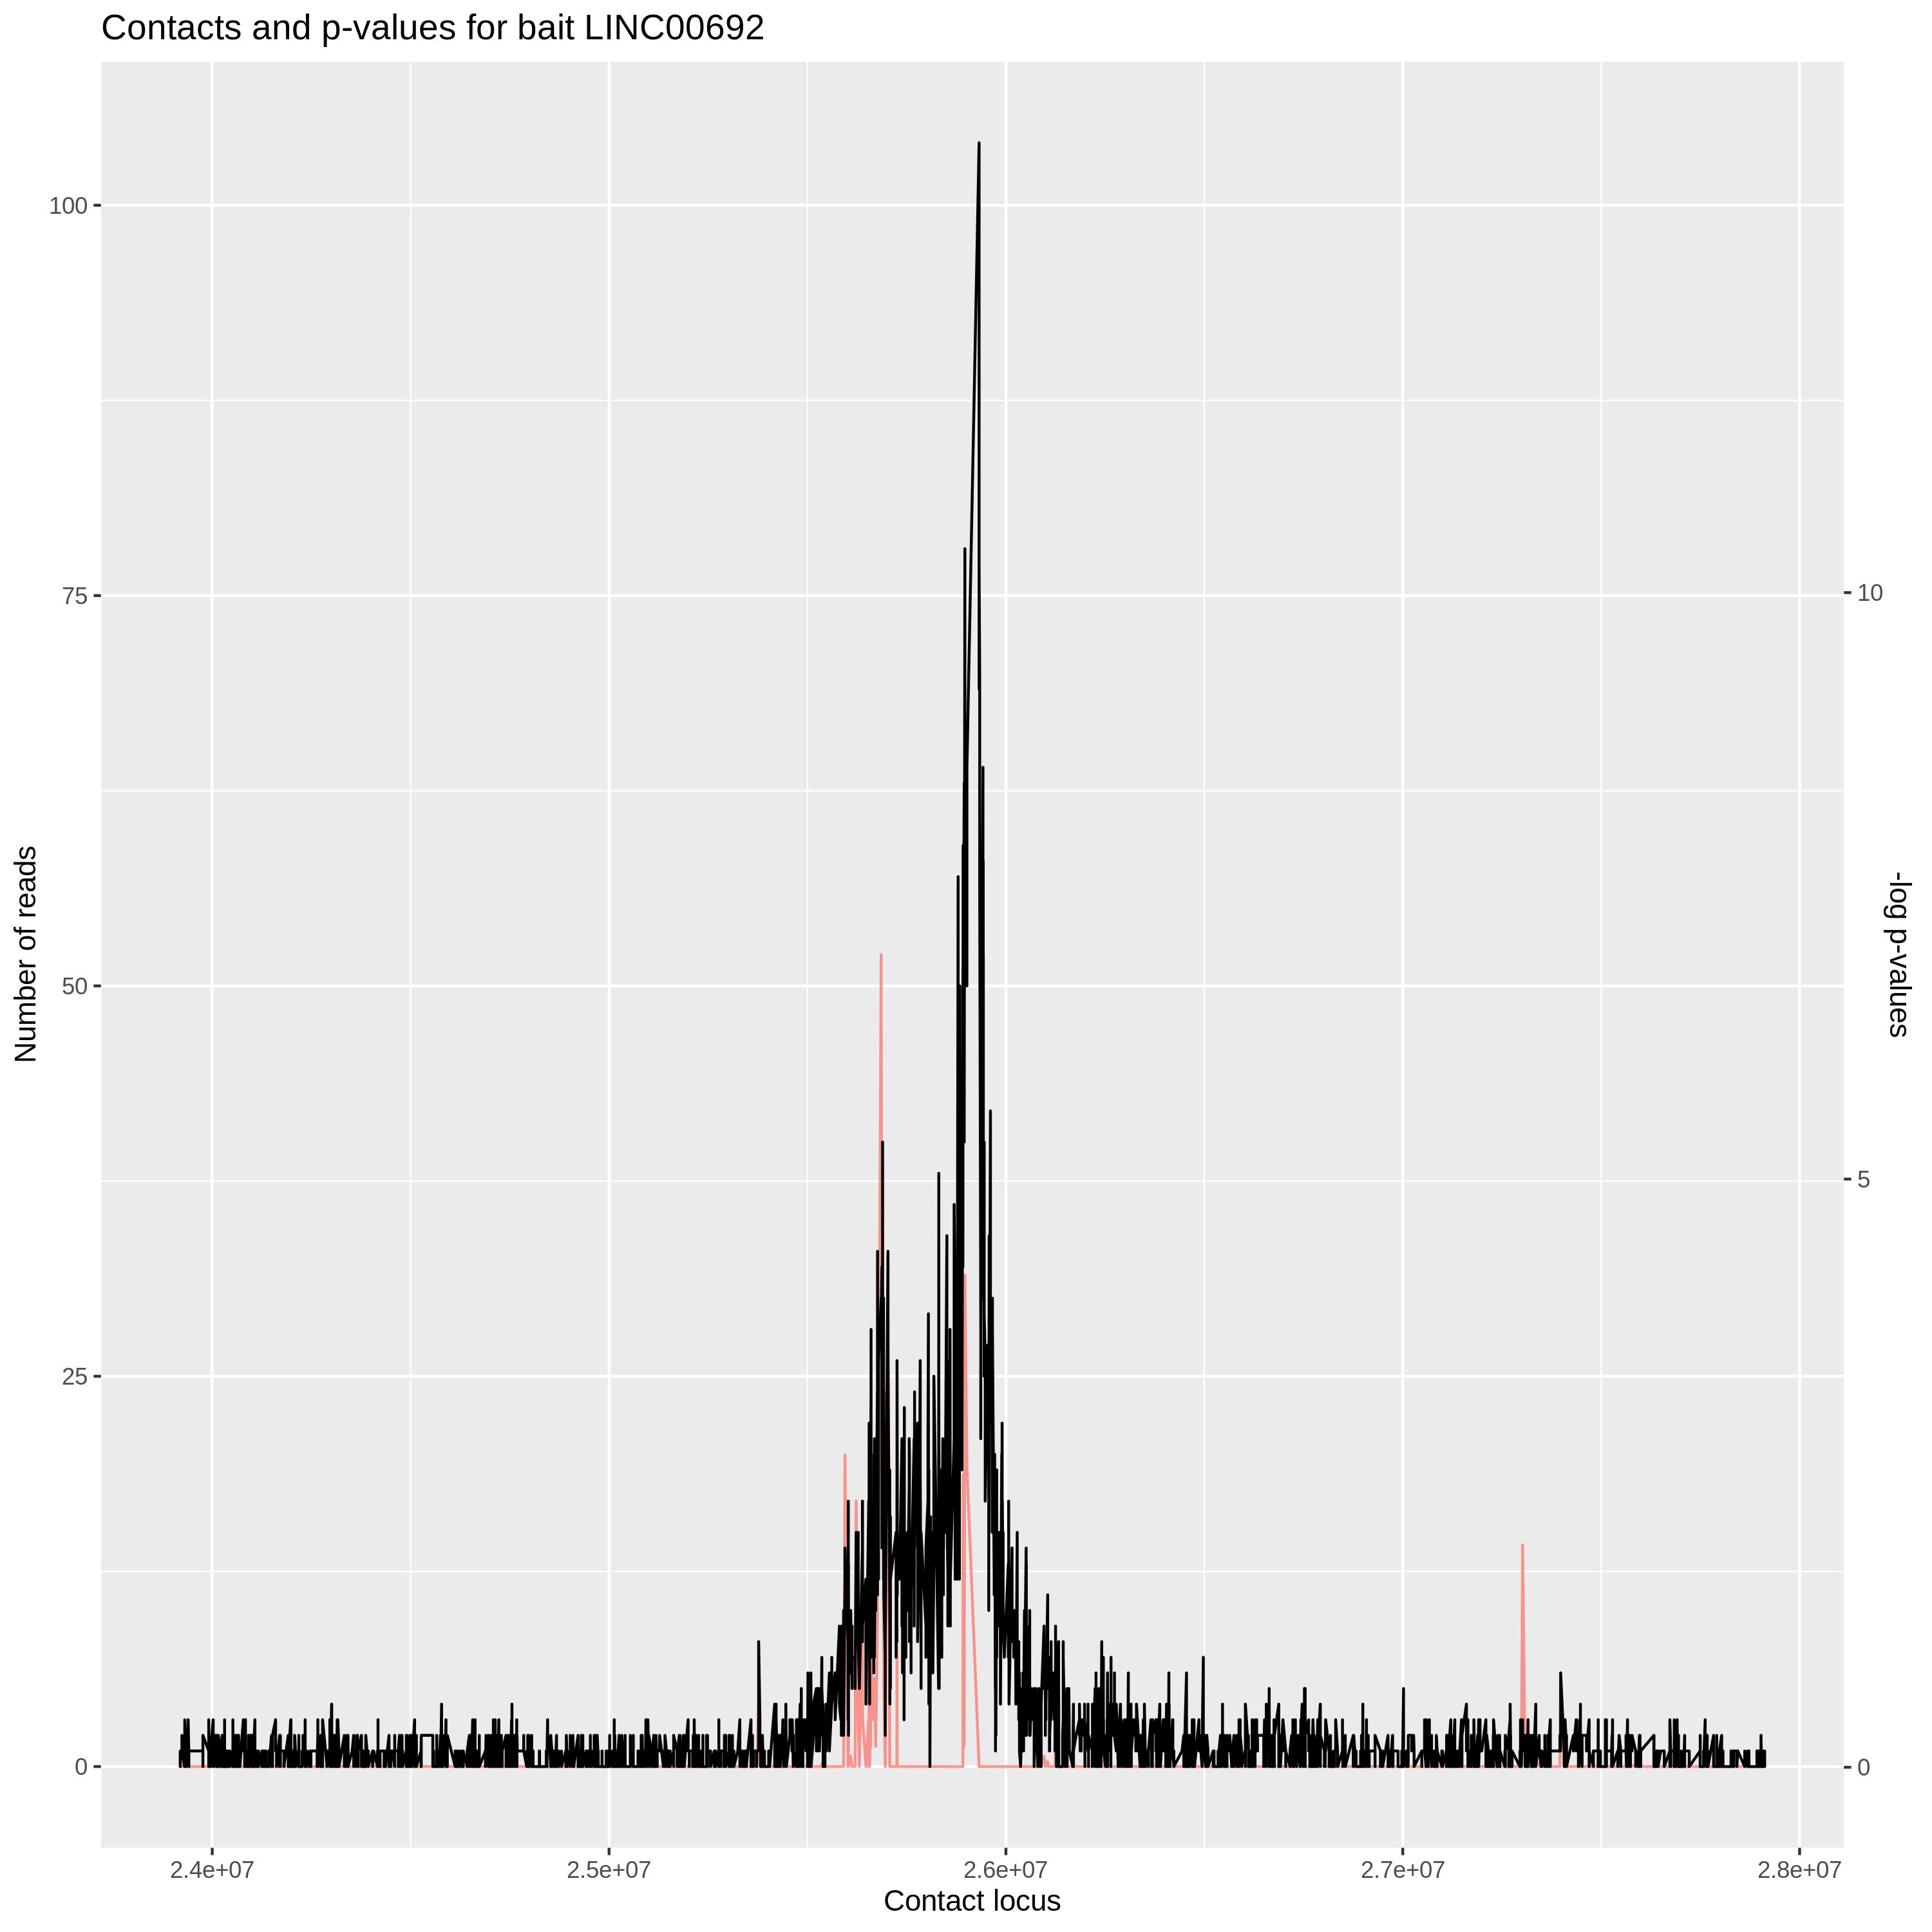 Contacts and p-values for bait LINC00692
100
75
50
25
0
Number of reads
10
5
0
-log p-values
2.4e+07
2.5e+07
2.6e+07
2.7e+07
2.8e+07
Contact locus